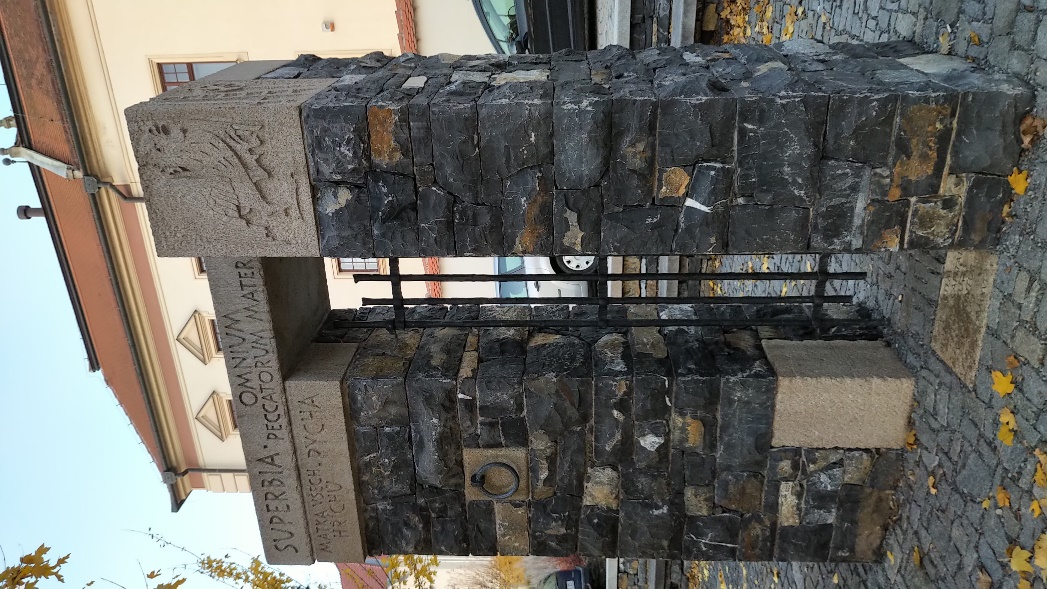 SUPERBIA · OMNIUM
PECCATORUM MATER
MATKA VŠECH, PÝCHA
HŘÍCHŮ